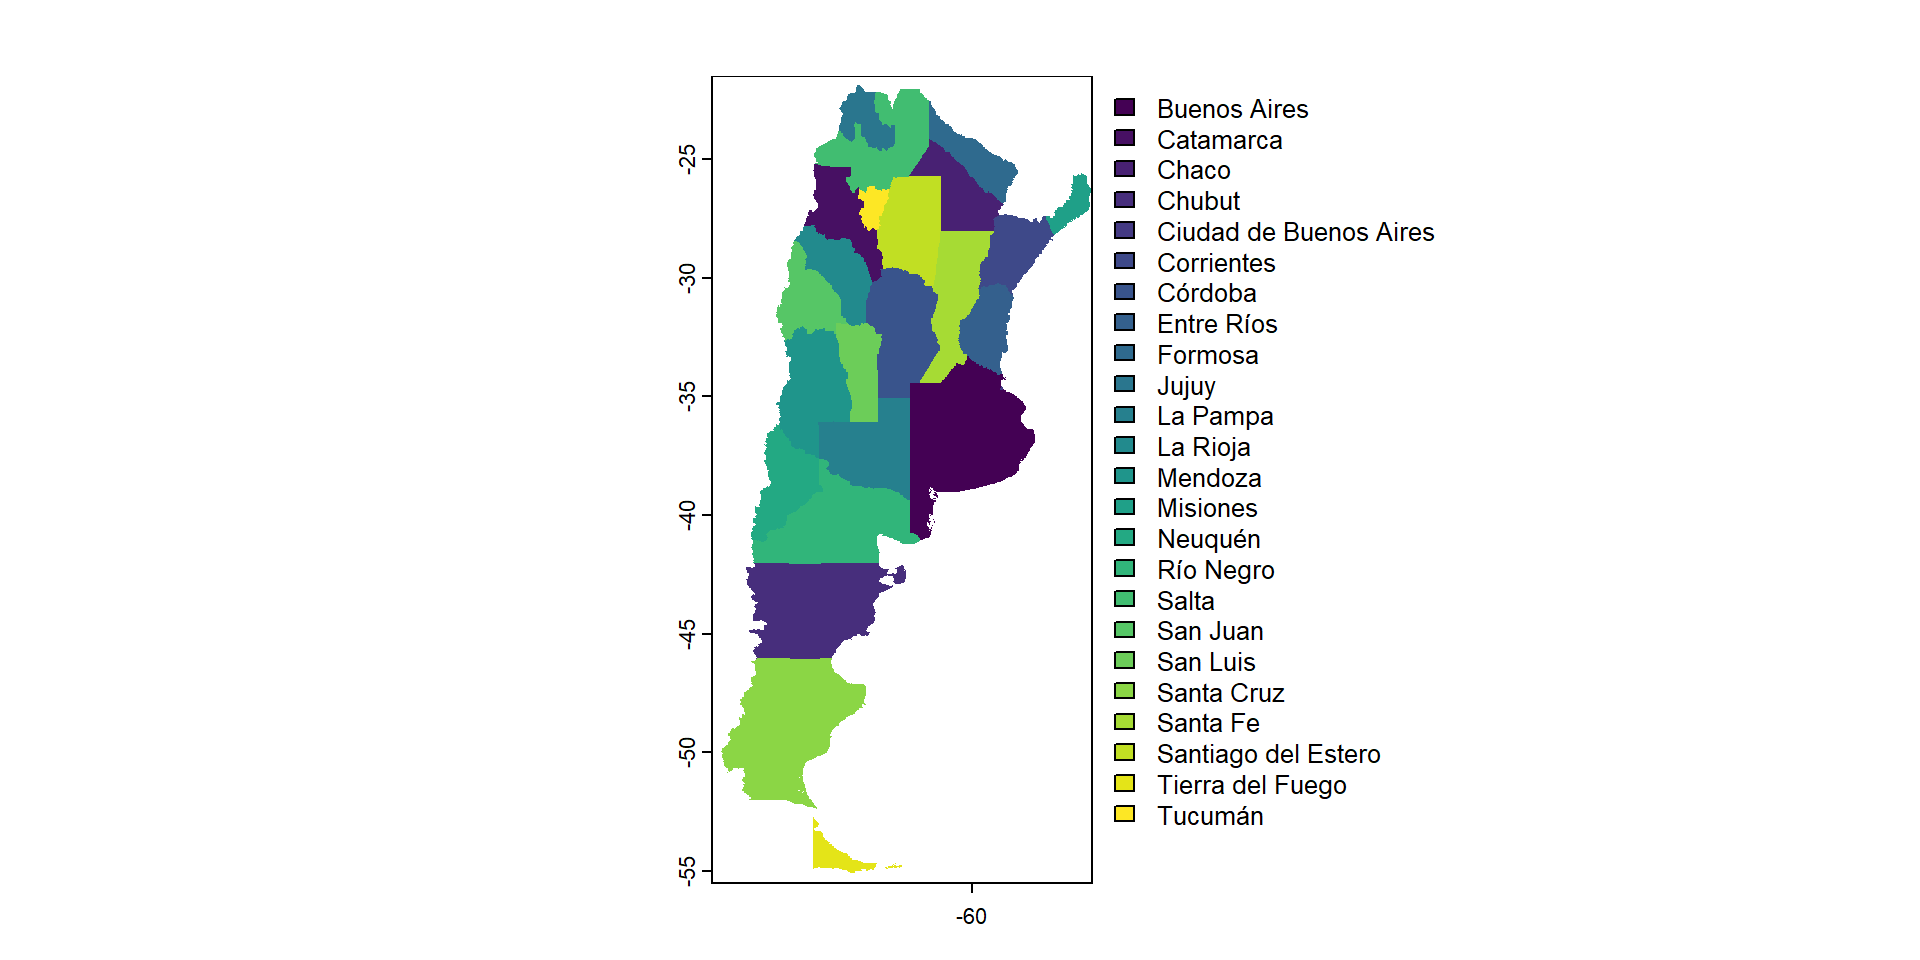 -25
-30
-35
-40
-45
-50
-55
-60
Buenos Aires
Catamarca
Chaco
Chubut
Ciudad de Buenos Aires
Corrientes
Córdoba
Entre Ríos
Formosa
Jujuy
La Pampa
La Rioja
Mendoza
Misiones
Neuquén
Río Negro
Salta
San Juan
San Luis
Santa Cruz
Santa Fe
Santiago del Estero
Tierra del Fuego
Tucumán